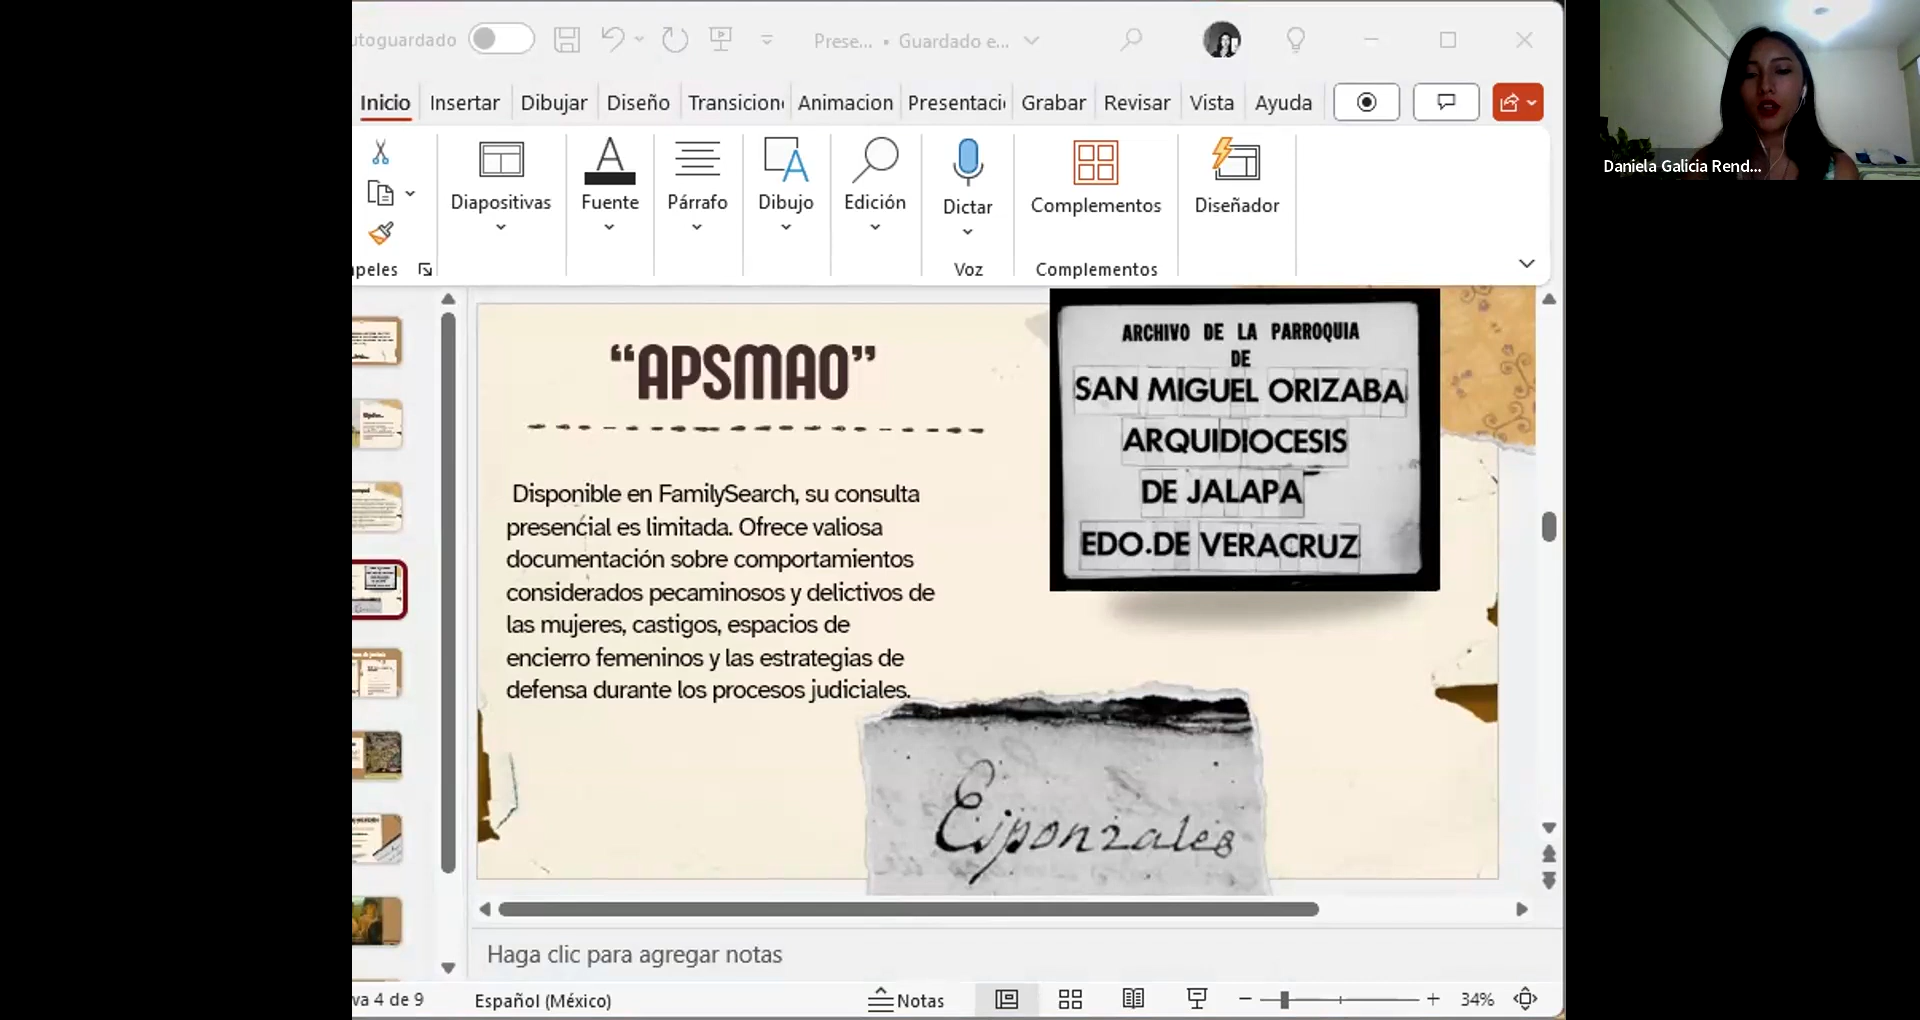 utoguardado
Prese... • Guardado e...
Inicio Insertar Dibujar Diseño Transicion Animacion Presentaci Grabar Revisar Vista Ayuda
Diapositivas
Fuente
Párrafo
Dibujo
Edición
Dictar
Complementos
Diseñador
peles
Voz
Complementos
“APSMAO”
Disponible en FamilySearch, su consulta
presencial es limitada. Ofrece valiosa
documentación sobre comportamientos
considerados pecaminosos y delictivos de
las mujeres, castigos, espacios de
encierro femeninos y las estrategias de
defensa durante los procesos judiciales.
ARCHIVO DE LA PARROQUIA
DE
SAN MIGUEL ORIZABA
ARQUIDIOCESIS
DE JALAPA
EDO.DE VERACRUZ
Esponzales
Haga clic para agregar notas
va 4 de 9 Español (México) Notas 34%
Daniela Galicia Rend...